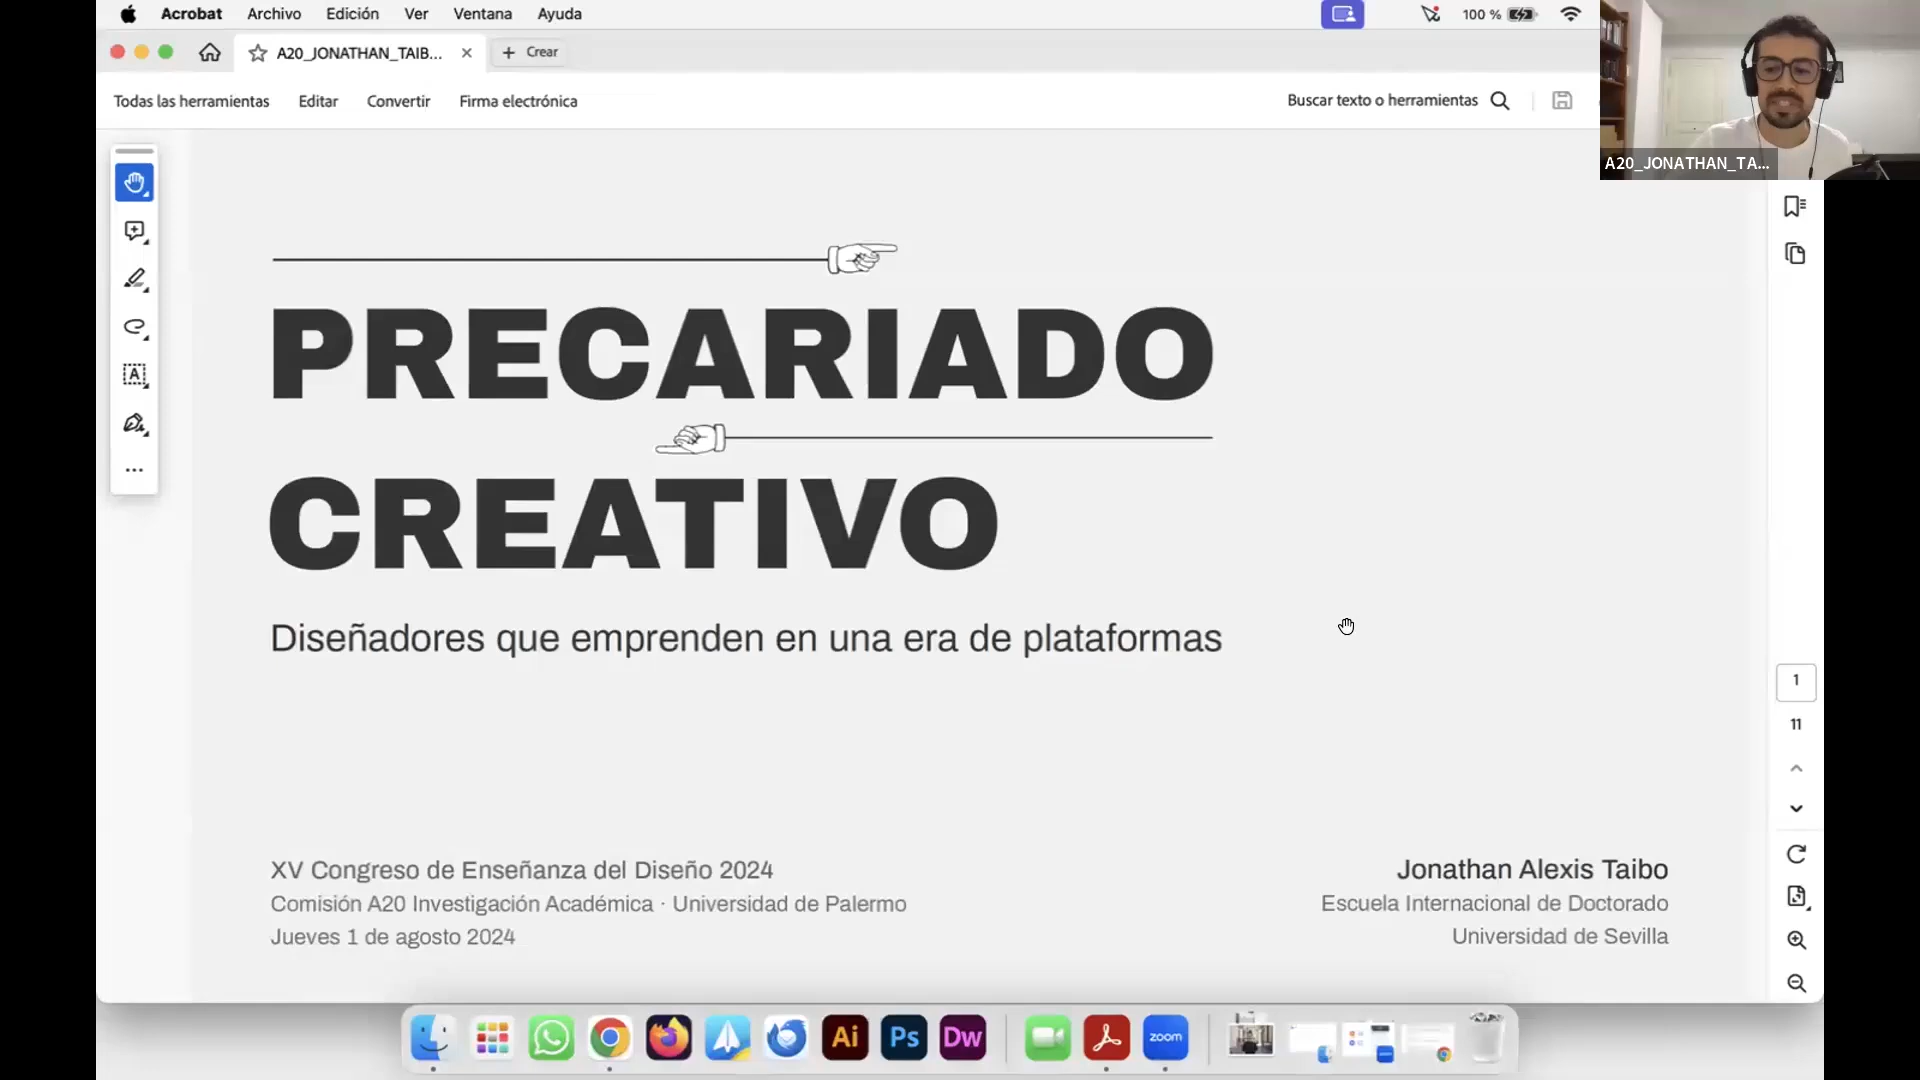 Acrobat Archivo Edición Ver Ventana Ayuda 100 %
A20_JONATHAN_TAIB... Crear
Todas las herramientas Editar Convertir Firma electrónica Buscar texto o herramientas
A20_JONATHAN_TA...
PRECARIADO
CREATIVO
Diseñadores que emprenden en una era de plataformas
1
11
XV Congreso de Enseñanza del Diseño 2024
Comisión A20 Investigación Académica · Universidad de Palermo
Jueves 1 de agosto 2024
Jonathan Alexis Taibo
Escuela Internacional de Doctorado
Universidad de Sevilla
Ai Ps Dw zoom